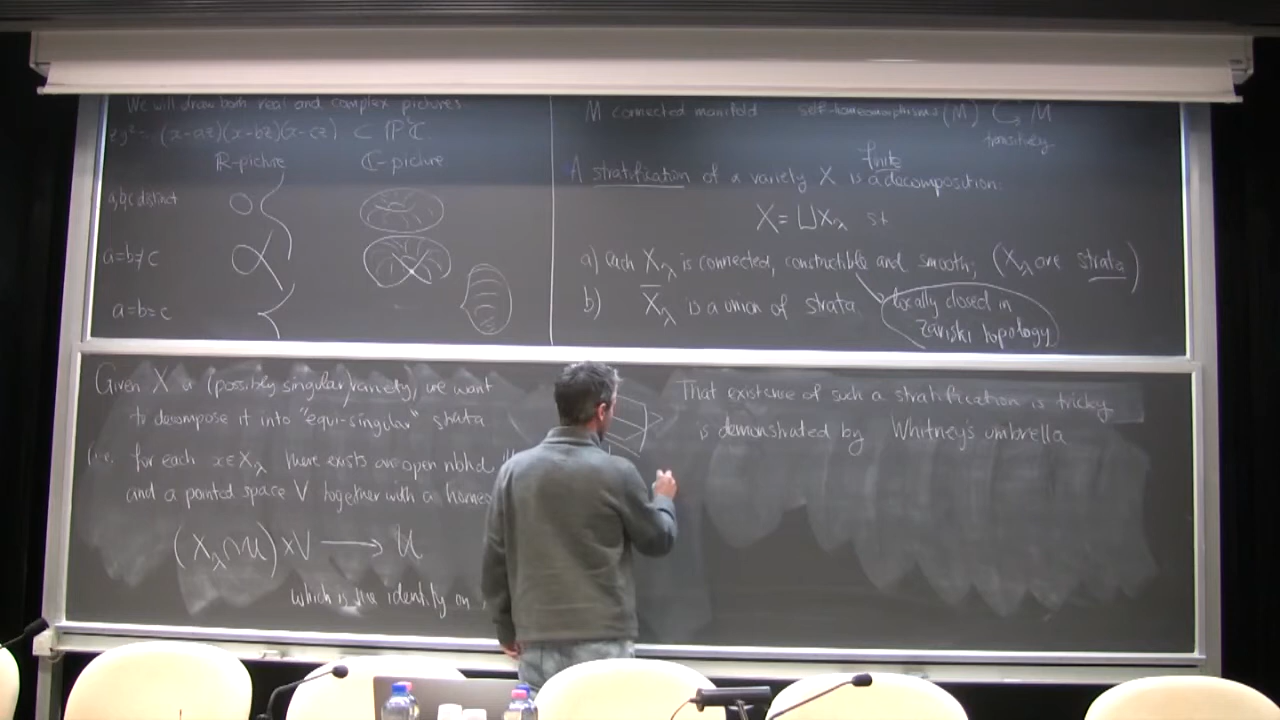 We will draw both real and complex pictures
zy² = (x-az)(x-bz)(x-cz) ⊂ P²ℂ
ℝ-picture ℂ-picture
a,b,c distinct
a=b≠c
a=b=c
M connected manifold self-homeomorphisms(M) ⟳ M
transitively
finite
A stratification of a variety X is a decomposition:
X = ⊔ X_λ st
a) each X_λ is connected, constructible and smooth; (X_λ are strata)
b) X̅_λ is a union of strata
locally closed in
Zariski topology
Given X a (possibly singular) variety, we want
to decompose it into "equi-singular" strata
(i.e. for each x∈X_λ there exists an open nbhd
and a pointed space V together with a homeo
(X_λ ∩ U) × V ⟶ U
which is the identity on
That existence of such a stratification is tricky
is demonstrated by Whitney's umbrella